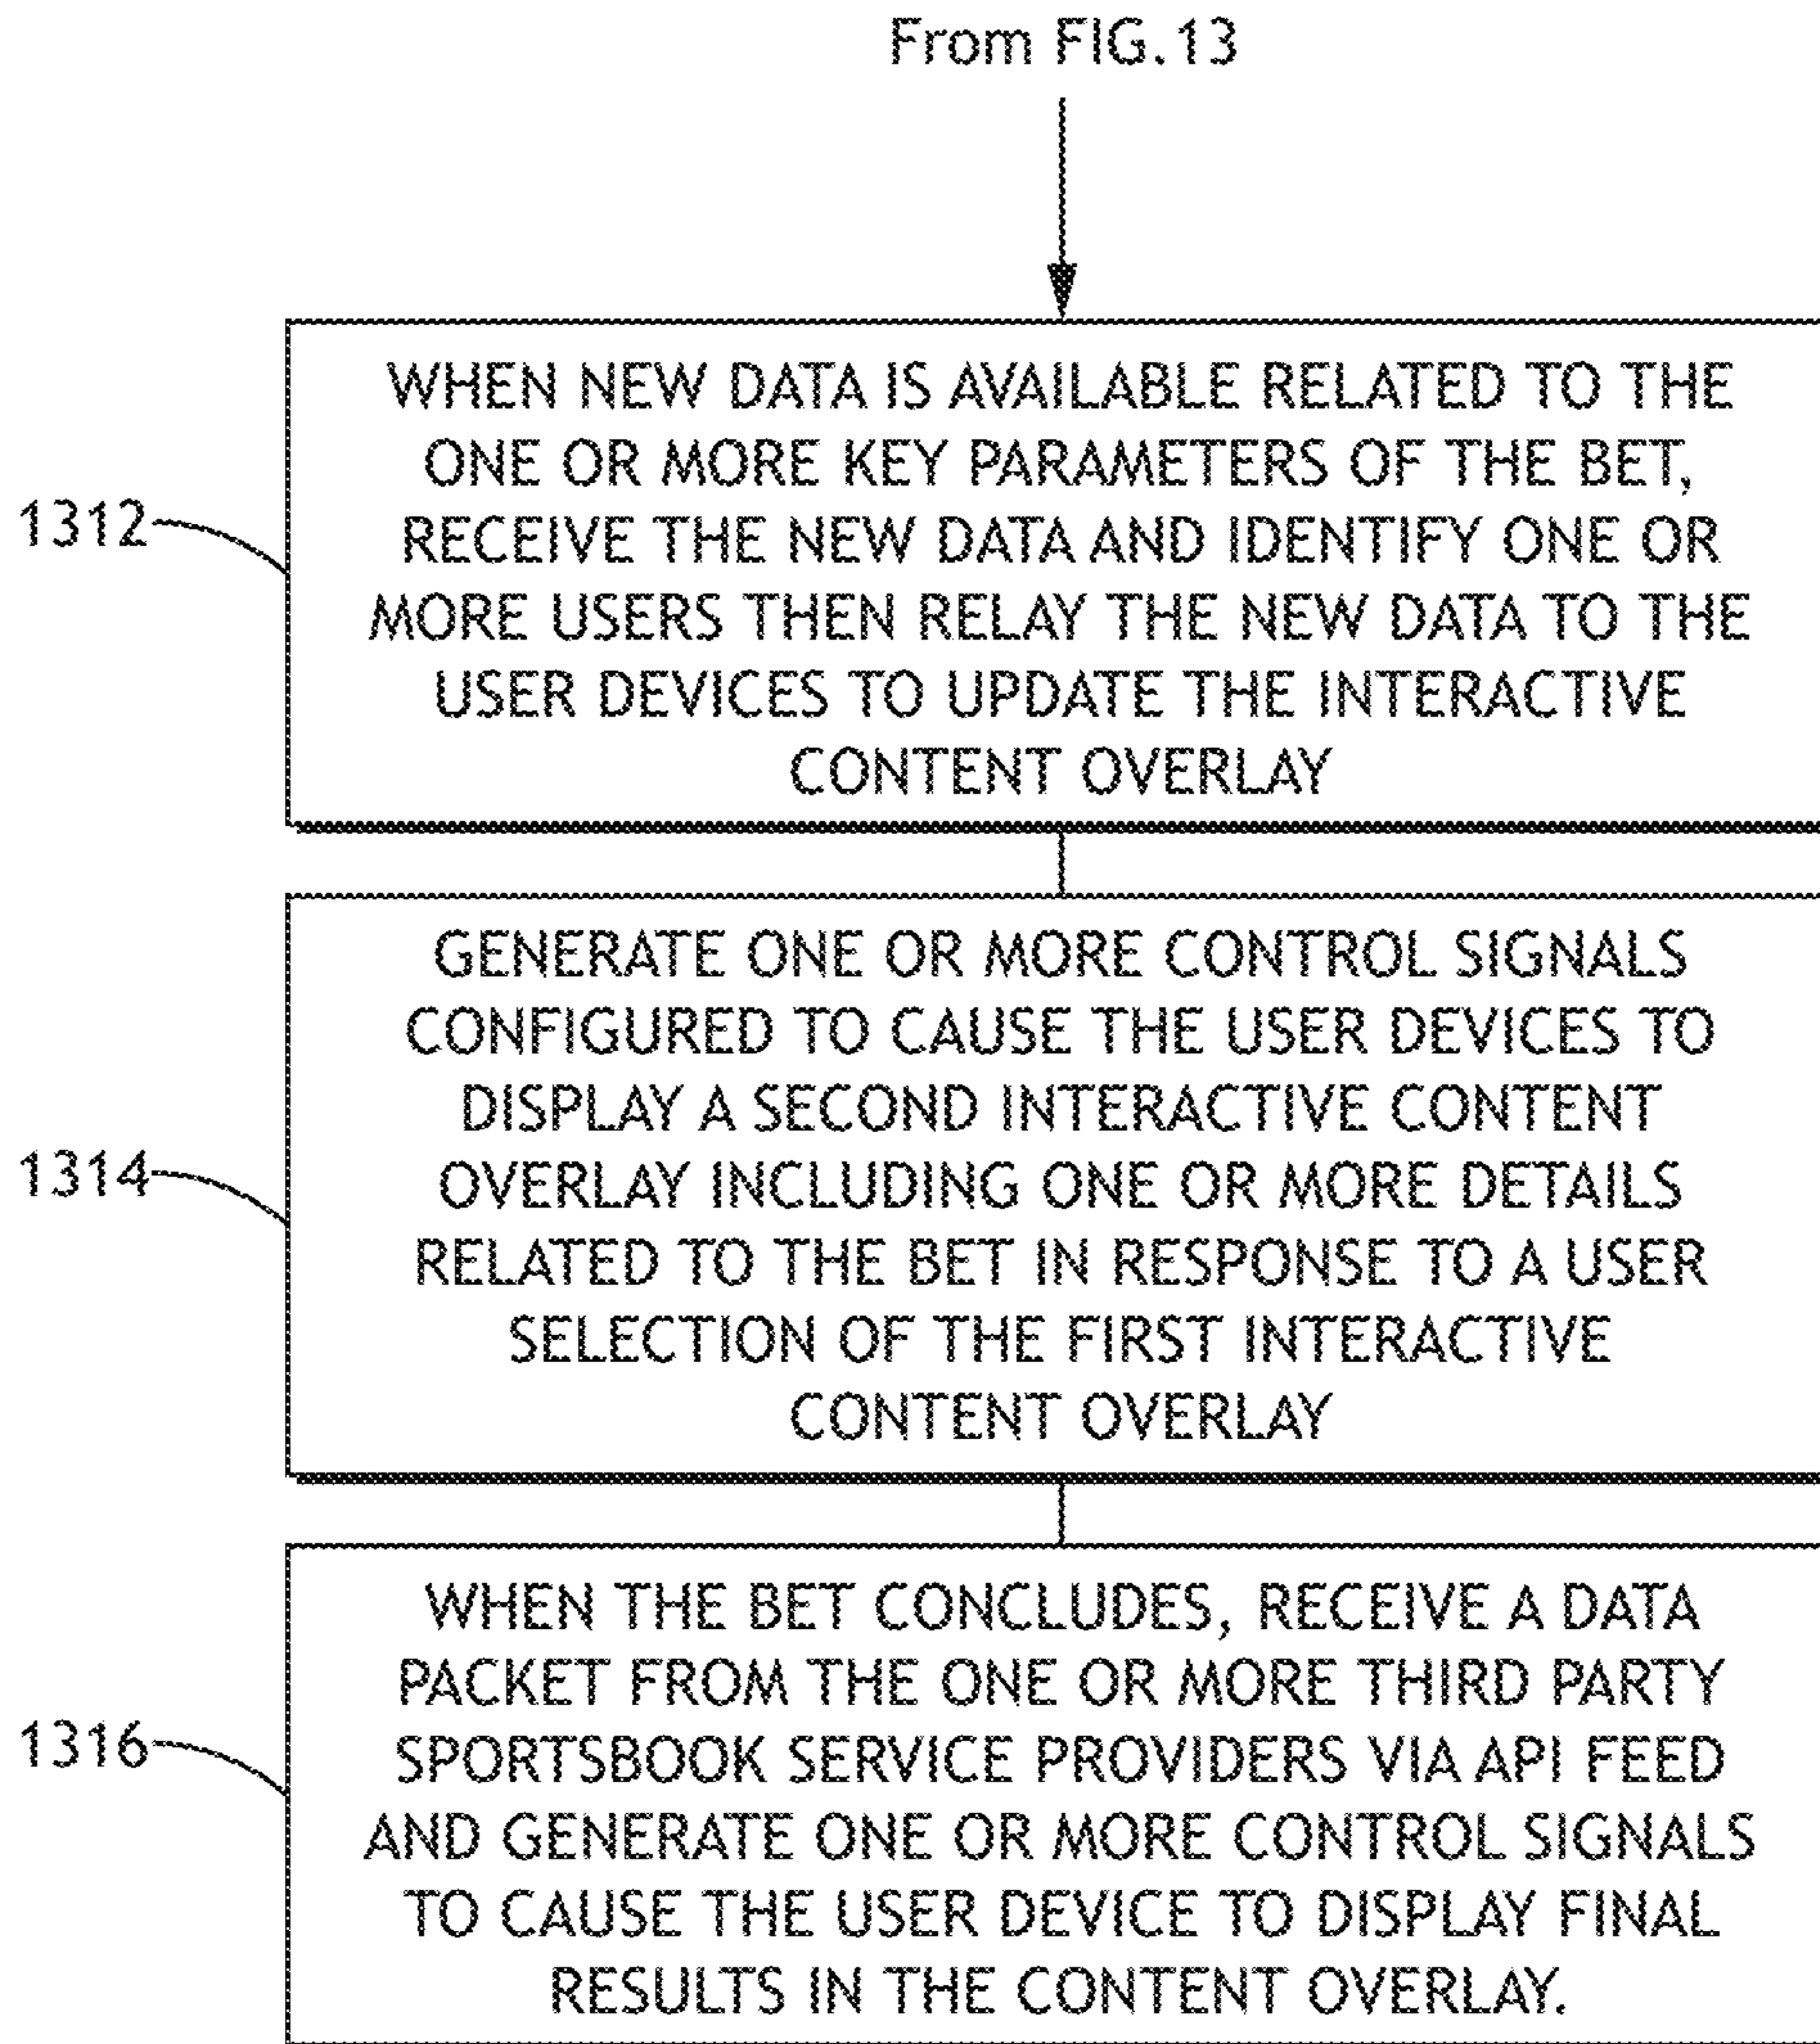 From FIG.13
WHEN NEW DATA IS AVAILABLE RELATED TO THE
ONE OR MORE KEY PARAMETERS OF THE BET,
RECEIVE THE NEW DATA AND IDENTIFY ONE OR
MORE USERS THEN RELAY THE NEW DATA TO THE
USER DEVICES TO UPDATE THE INTERACTIVE
CONTENT OVERLAY
1312
GENERATE ONE OR MORE CONTROL SIGNALS
CONFIGURED TO CAUSE THE USER DEVICES TO
DISPLAY A SECOND INTERACTIVE CONTENT
OVERLAY INCLUDING ONE OR MORE DETAILS
RELATED TO THE BET IN RESPONSE TO A USER
SELECTION OF THE FIRST INTERACTIVE
CONTENT OVERLAY
1314
WHEN THE BET CONCLUDES, RECEIVE A DATA
PACKET FROM THE ONE OR MORE THIRD PARTY
SPORTSBOOK SERVICE PROVIDERS VIA API FEED
AND GENERATE ONE OR MORE CONTROL SIGNALS
TO CAUSE THE USER DEVICE TO DISPLAY FINAL
RESULTS IN THE CONTENT OVERLAY.
1316